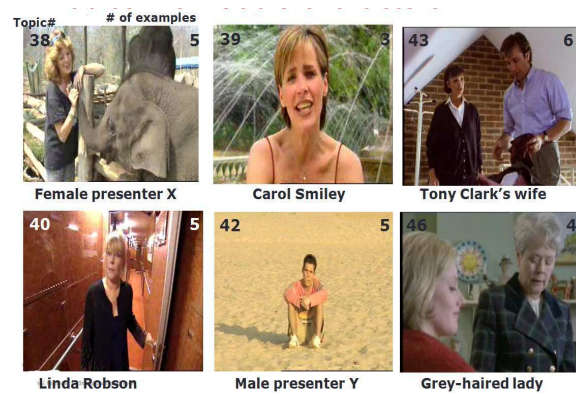 Topic# # of examples
38 5 39 3 43 6
Female presenter X Carol Smiley Tony Clark's wife
40 5 42 5 46 4
Linda Robson Male presenter Y Grey-haired lady